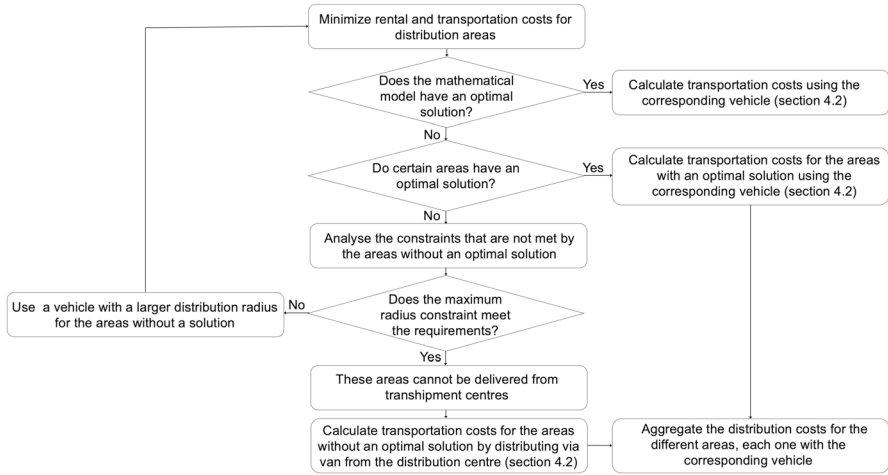 Minimize rental and transportation costs for
distribution areas
Does the mathematical
model have an optimal
solution?
Yes
Calculate transportation costs using the
corresponding vehicle (section 4.2)
No
Do certain areas have an
optimal solution?
Yes
Calculate transportation costs for the areas
with an optimal solution using the
corresponding vehicle (section 4.2)
No
Analyse the constraints that are not met by
the areas without an optimal solution
Does the maximum
radius constraint meet
the requirements?
No
Use a vehicle with a larger distribution radius
for the areas without a solution
Yes
These areas cannot be delivered from
transhipment centres
Calculate transportation costs for the areas
without an optimal solution by distributing via
van from the distribution centre (section 4.2)
Aggregate the distribution costs for the
different areas, each one with the
corresponding vehicle